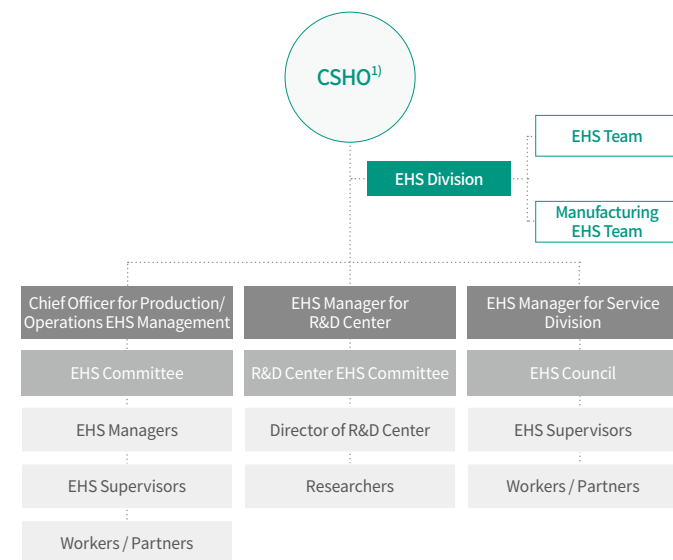 CSHO1)
EHS Team
EHS Division
Manufacturing
EHS Team
Chief Officer for Production/
Operations EHS Management
EHS Manager for
R&D Center
EHS Manager for Service
Division
EHS Committee
R&D Center EHS Committee
EHS Council
EHS Managers
Director of R&D Center
EHS Supervisors
EHS Supervisors
Researchers
Workers / Partners
Workers / Partners